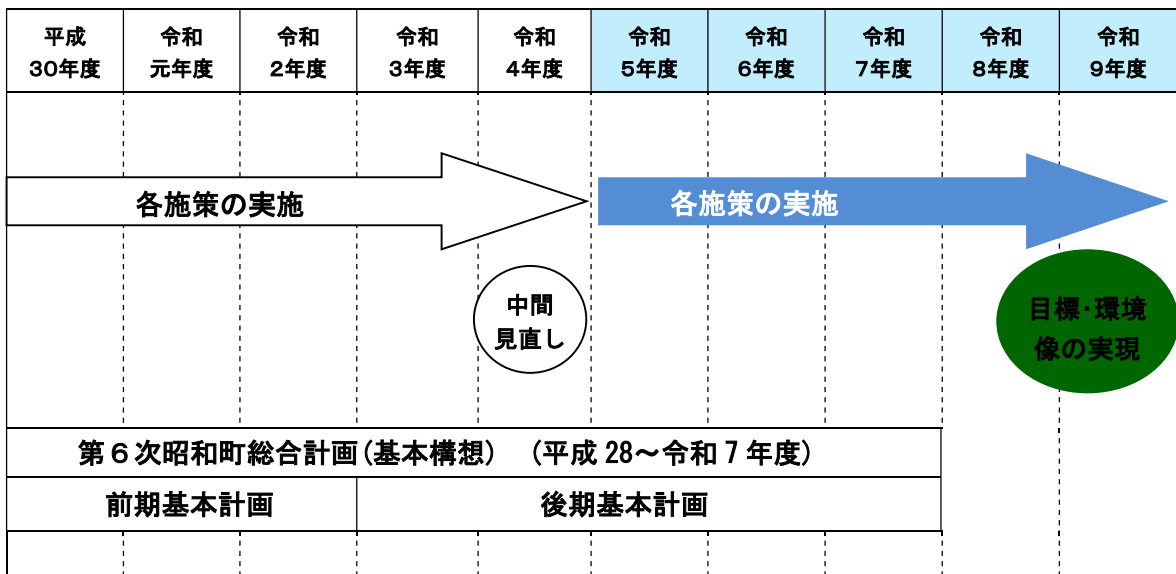 平成
30年度
令和
元年度
令和
2年度
令和
3年度
令和
4年度
令和
5年度
令和
6年度
令和
7年度
令和
8年度
令和
9年度
各施策の実施
各施策の実施
中間
見直し
目標・環境
像の実現
第６次昭和町総合計画(基本構想) (平成 28～令和 7 年度)
前期基本計画
後期基本計画